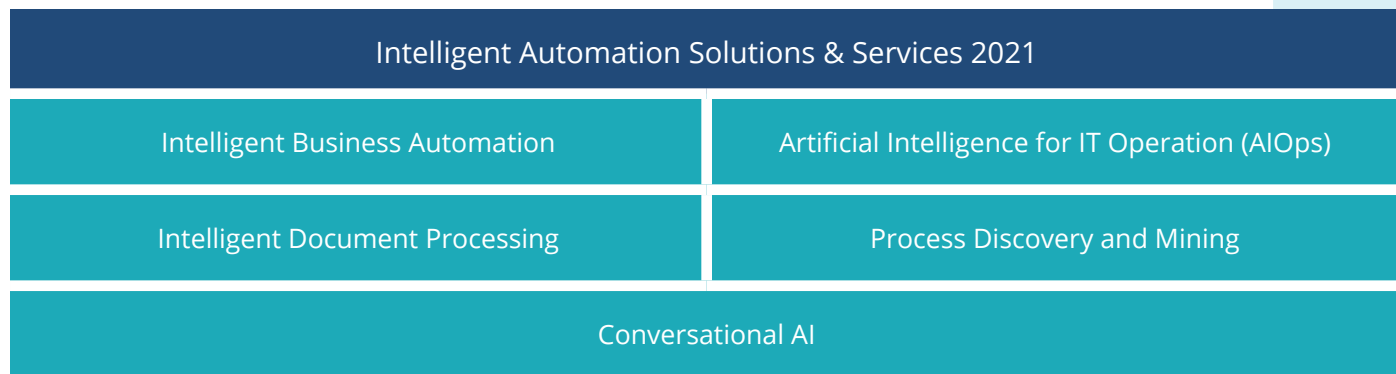 Intelligent Automation Solutions & Services 2021
Intelligent Business Automation
Artificial Intelligence for IT Operation (AIOps)
Intelligent Document Processing
Process Discovery and Mining
Conversational AI